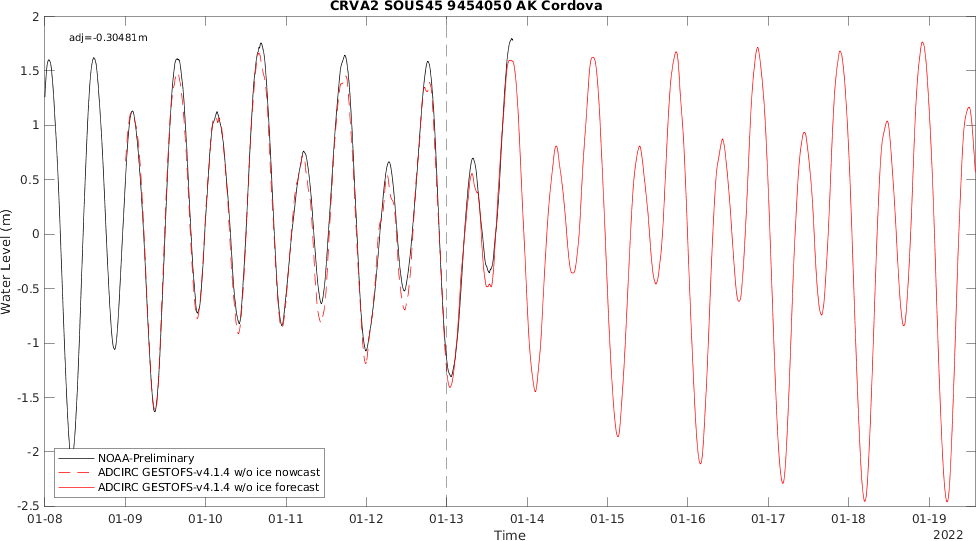 CRVA2 SOUS45 9454050 AK Cordova
adj=-0.30481m
2
1.5
1
0.5
0
-0.5
-1
-1.5
-2
-2.5
Water Level (m)
NOAA-Preliminary
ADCIRC GESTOFS-v4.1.4 w/o ice nowcast
ADCIRC GESTOFS-v4.1.4 w/o ice forecast
01-08 01-09 01-10 01-11 01-12 01-13 01-14 01-15 01-16 01-17 01-18 01-19
Time
2022